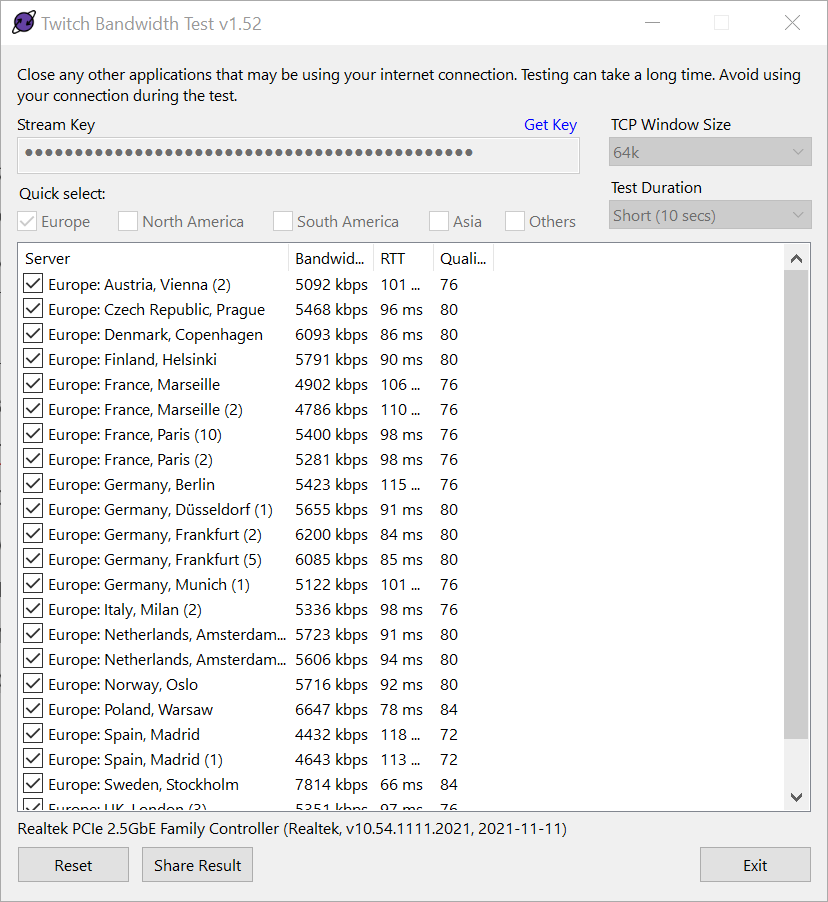 Twitch Bandwidth Test v1.52
Close any other applications that may be using your internet connection. Testing can take a long time. Avoid using
your connection during the test.
Stream Key Get Key TCP Window Size
●●●●●●●●●●●●●●●●●●●●●●●●●●●●●●●●●●●●●●●●●●●●● 64k
Quick select: Test Duration
Europe North America South America Asia Others Short (10 secs)
Server Bandwid... RTT Quali...
Europe: Austria, Vienna (2) 5092 kbps 101 ... 76
Europe: Czech Republic, Prague 5468 kbps 96 ms 80
Europe: Denmark, Copenhagen 6093 kbps 86 ms 80
Europe: Finland, Helsinki 5791 kbps 90 ms 80
Europe: France, Marseille 4902 kbps 106 ... 76
Europe: France, Marseille (2) 4786 kbps 110 ... 76
Europe: France, Paris (10) 5400 kbps 98 ms 76
Europe: France, Paris (2) 5281 kbps 98 ms 76
Europe: Germany, Berlin 5423 kbps 115 ... 76
Europe: Germany, Düsseldorf (1) 5655 kbps 91 ms 80
Europe: Germany, Frankfurt (2) 6200 kbps 84 ms 80
Europe: Germany, Frankfurt (5) 6085 kbps 85 ms 80
Europe: Germany, Munich (1) 5122 kbps 101 ... 76
Europe: Italy, Milan (2) 5336 kbps 98 ms 76
Europe: Netherlands, Amsterdam... 5723 kbps 91 ms 80
Europe: Netherlands, Amsterdam... 5606 kbps 94 ms 80
Europe: Norway, Oslo 5716 kbps 92 ms 80
Europe: Poland, Warsaw 6647 kbps 78 ms 84
Europe: Spain, Madrid 4432 kbps 118 ... 72
Europe: Spain, Madrid (1) 4643 kbps 113 ... 72
Europe: Sweden, Stockholm 7814 kbps 66 ms 84
Europe: UK, London (3) 5351 kbps 97 ms 76
Realtek PCIe 2.5GbE Family Controller (Realtek, v10.54.1111.2021, 2021-11-11)
Reset Share Result Exit